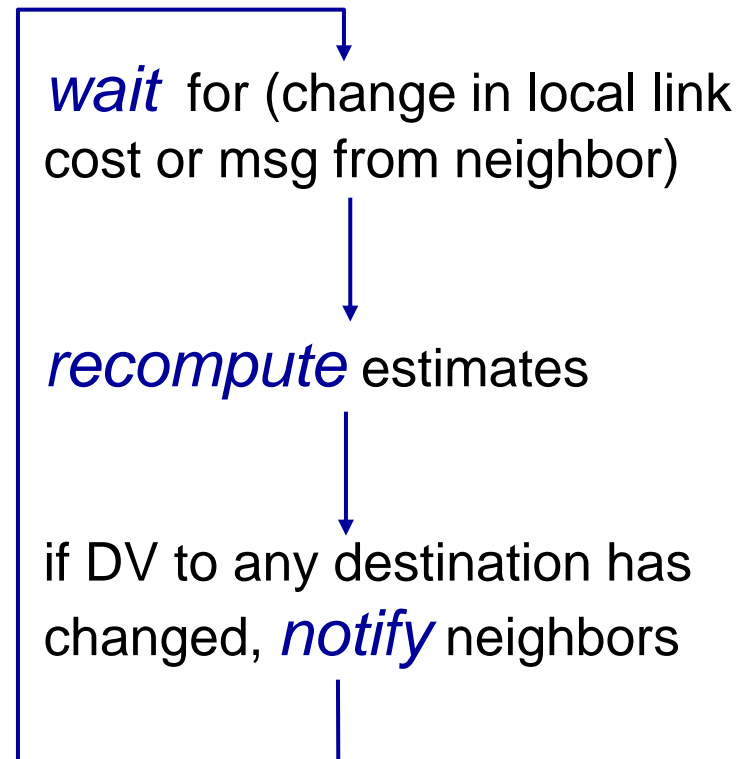 wait for (change in local link
cost or msg from neighbor)
recompute estimates
if DV to any destination has
changed, notify neighbors